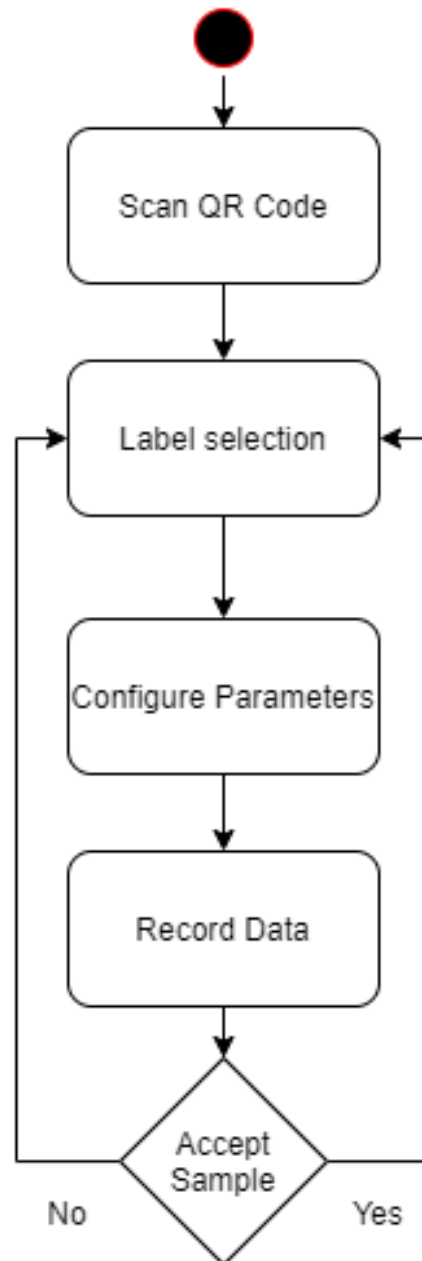 Scan QR Code
Label selection
Configure Parameters
Record Data
Accept
Sample
No
Yes